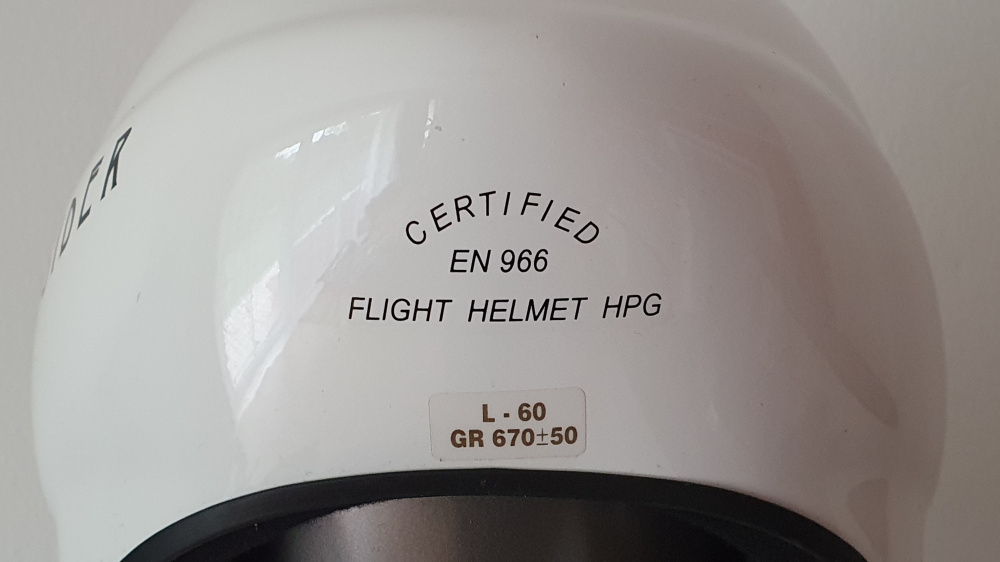 CERTIFIED
EN 966
FLIGHT HELMET HPG
L - 60
GR 670±50